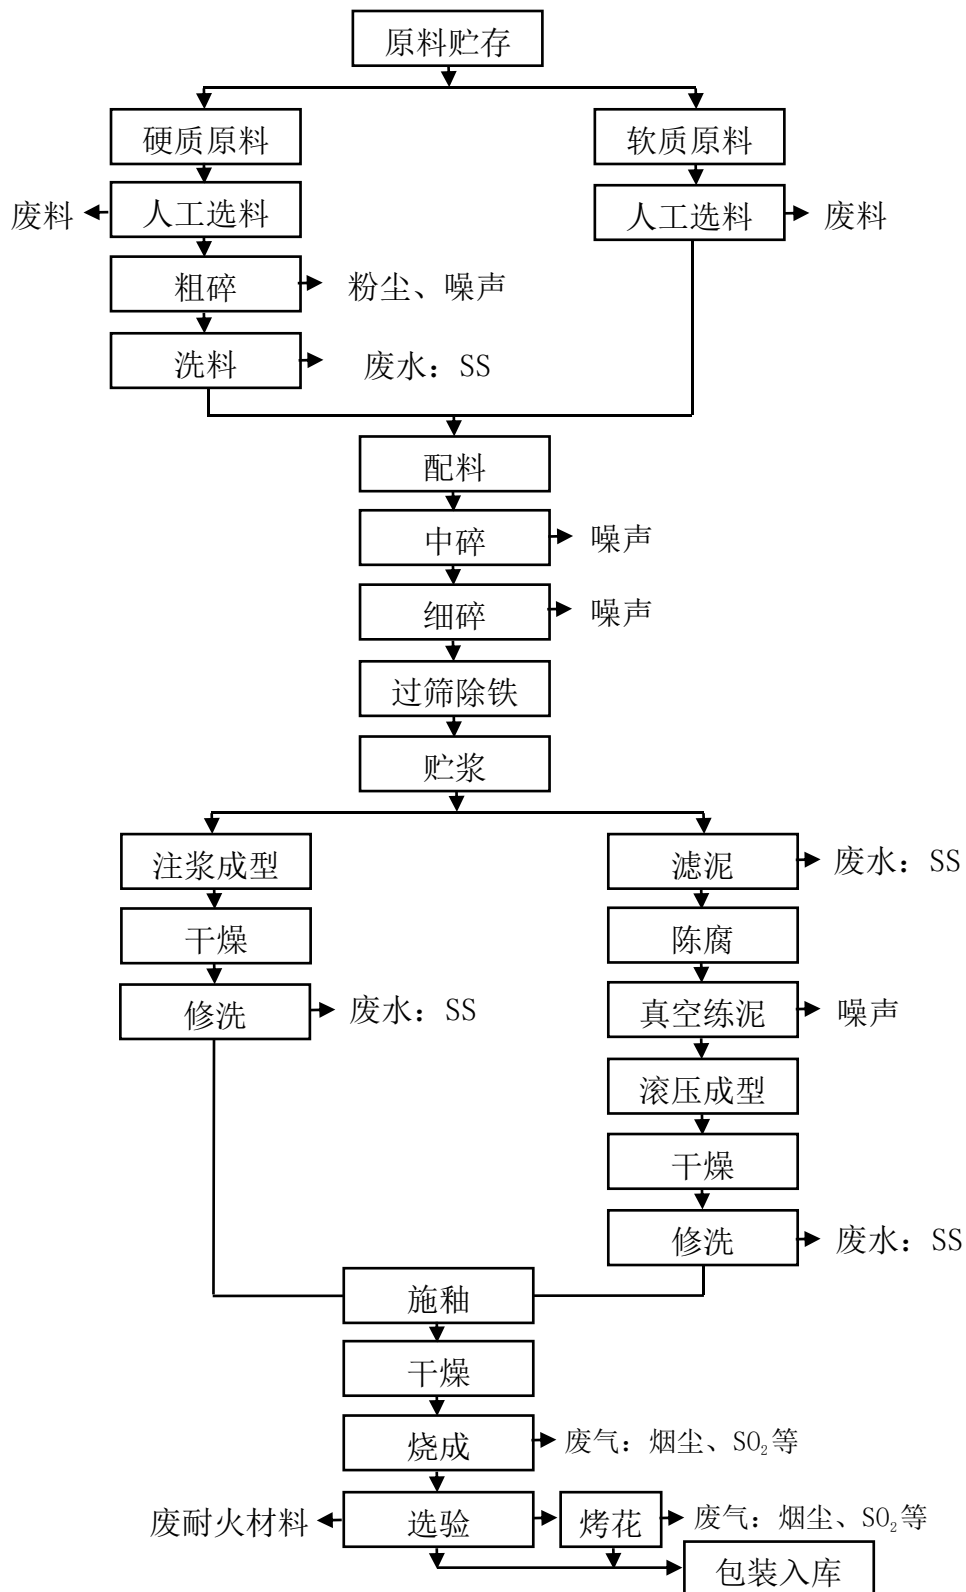 原料贮存
硬质原料
软质原料
废料
人工选料
人工选料
废料
粗碎
粉尘、噪声
洗料
废水：SS
配料
中碎
噪声
细碎
噪声
过筛除铁
贮浆
注浆成型
滤泥
废水：SS
干燥
陈腐
修洗
废水：SS
真空练泥
噪声
滚压成型
干燥
修洗
废水：SS
施釉
干燥
烧成
废气：烟尘、SO₂等
废耐火材料
选验
烤花
废气：烟尘、SO₂等
包装入库